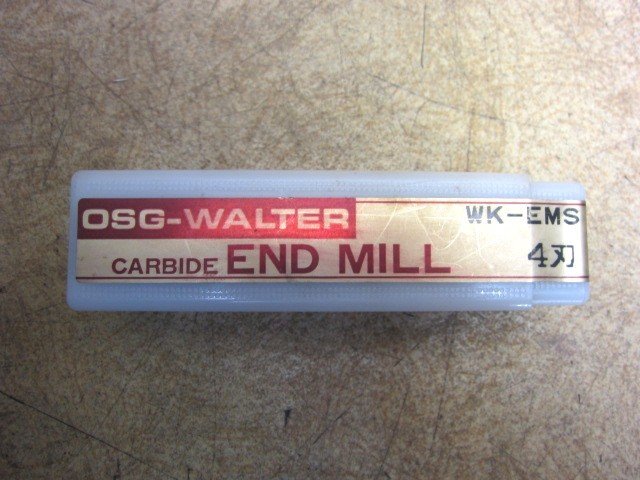 OSG-WALTER
WK-EMS
CARBIDE END MILL
4刃